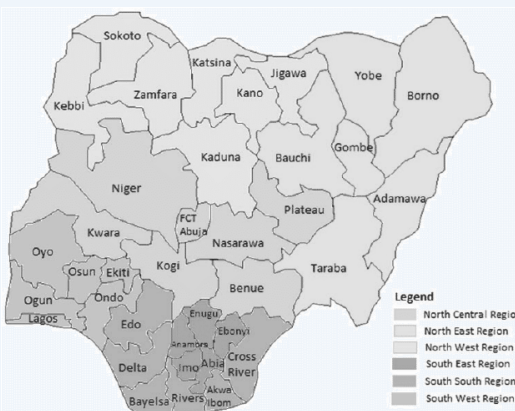 Sokoto
Katsina
Jigawa
Yobe
Borno
Kebbi
Zamfara
Kano
Kaduna
Bauchi
Gombe
Adamawa
Niger
FCT
Abuja
Plateau
Kwara
Nasarawa
Taraba
Oyo
Kogi
Osun
Ekiti
Benue
Ogun
Ondo
Lagos
Edo
Enugu
Ebonyi
Anambra
Cross
River
Delta
Imo
Abia
Akwa
Ibom
Bayelsa
Rivers
Legend
North Central Regio
North East Region
North West Region
South East Region
South South Region
South West Region